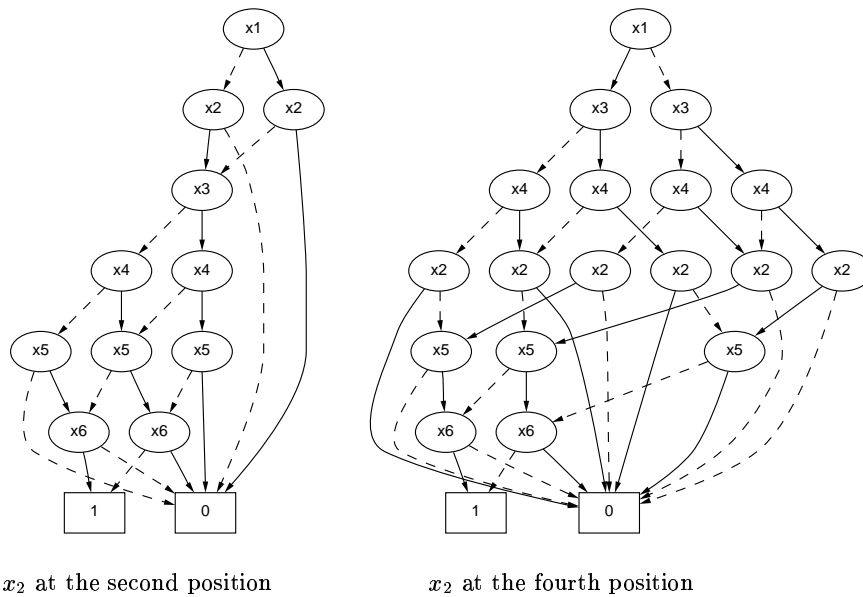 x1 x1
x2 x2 x3 x3
x3 x4 x4 x4 x4
x4 x4 x2 x2 x2 x2 x2 x2
x5 x5 x5 x5 x5 x5
x6 x6 x6 x6
1 0 1 0
x₂ at the second position x₂ at the fourth position